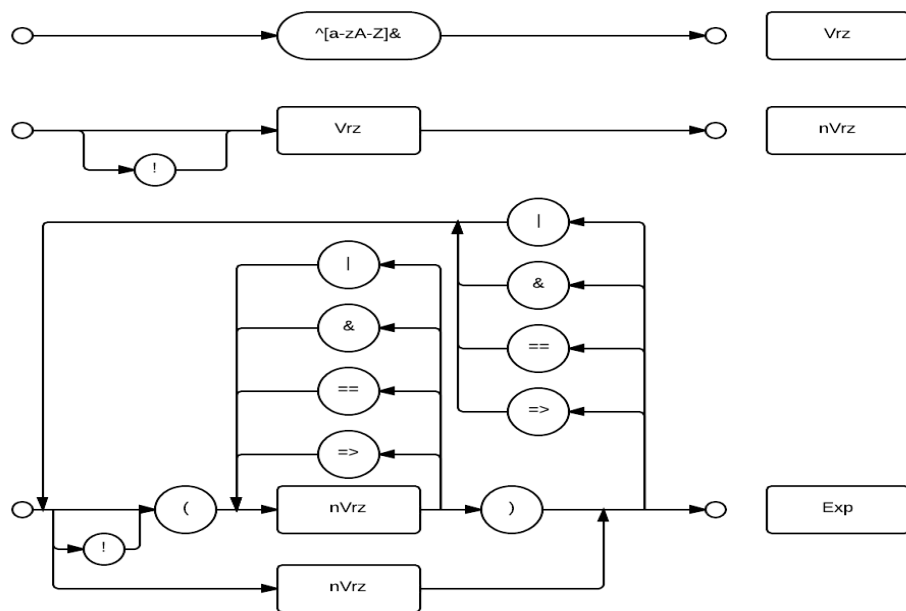 ^[a-zA-Z]& Vrz
Vrz nVrz
!
|
|
&
&
==
==
=>
=>
( nVrz ) Exp
!
nVrz